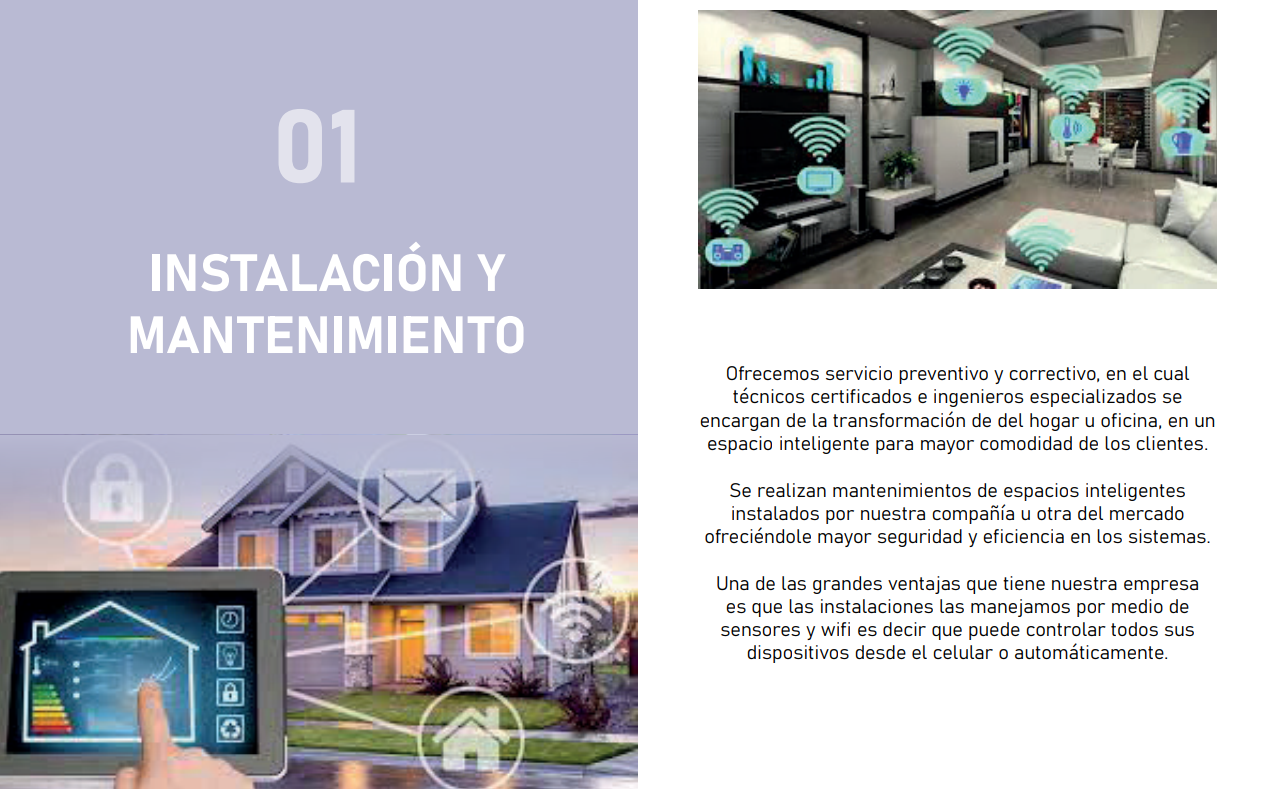 01
INSTALACIÓN Y
MANTENIMIENTO
Ofrecemos servicio preventivo y correctivo, en el cual
técnicos certificados e ingenieros especializados se
encargan de la transformación de del hogar u oficina, en un
espacio inteligente para mayor comodidad de los clientes.
Se realizan mantenimientos de espacios inteligentes
instalados por nuestra compañía u otra del mercado
ofreciéndole mayor seguridad y eficiencia en los sistemas.
Una de las grandes ventajas que tiene nuestra empresa
es que las instalaciones las manejamos por medio de
sensores y wifi es decir que puede controlar todos sus
dispositivos desde el celular o automáticamente.